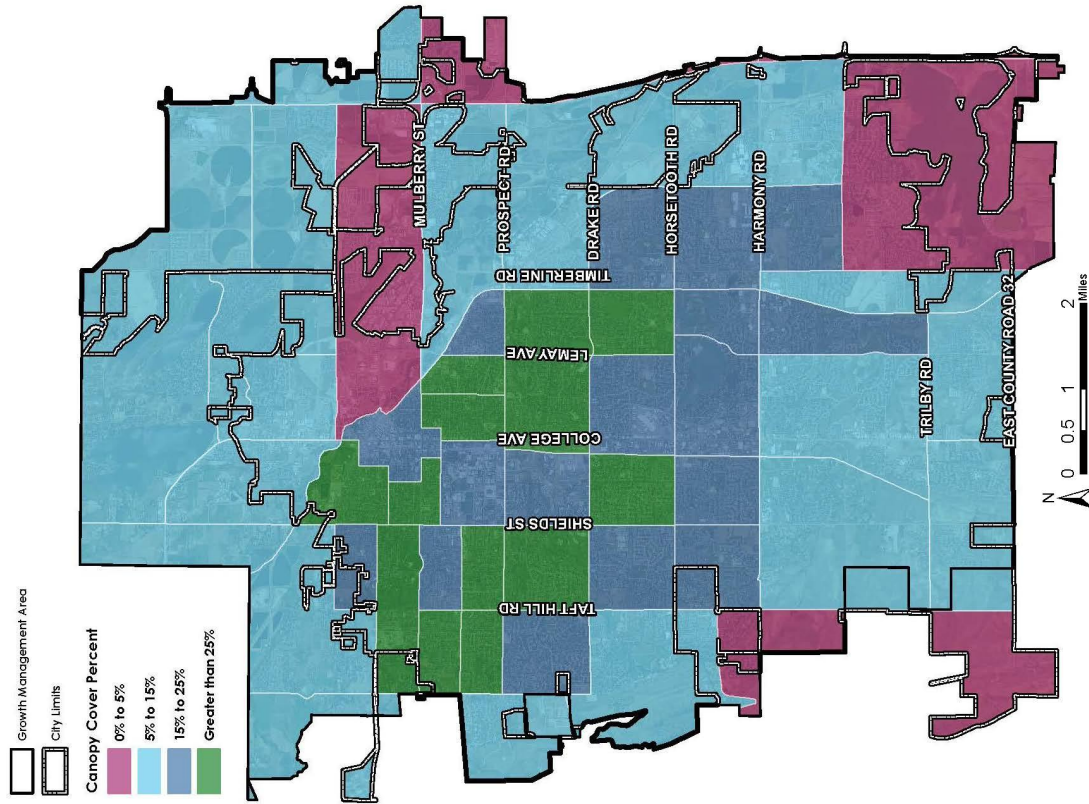 Growth Management Area
City Limits
Canopy Cover Percent
0% to 5%
5% to 15%
15% to 25%
Greater than 25%
MULBERRY ST
PROSPECT RD
DRAKE RD
HORSETOOTH RD
HARMONY RD
TRILBY RD
EAST COUNTY ROAD 32
TAFT HILL RD
SHIELDS ST
COLLEGE AVE
LEMAY AVE
TIMBERLINE RD
N
0 0.5 1 2
Miles